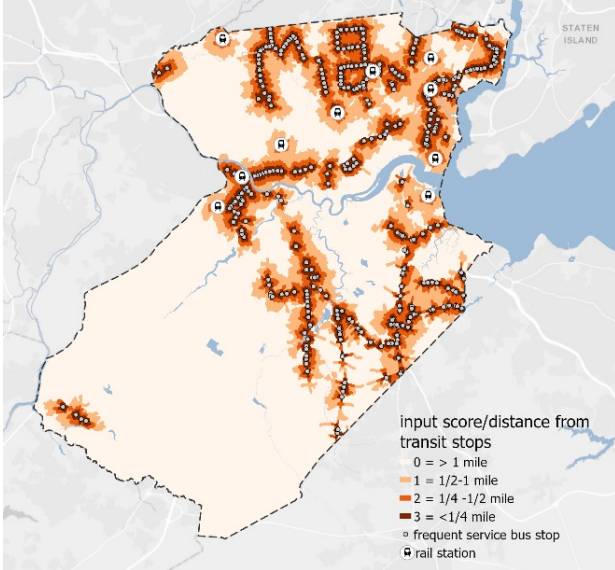 STATEN
ISLAND
input score/distance from
transit stops
0 = > 1 mile
1 = 1/2-1 mile
2 = 1/4 -1/2 mile
3 = <1/4 mile
frequent service bus stop
rail station